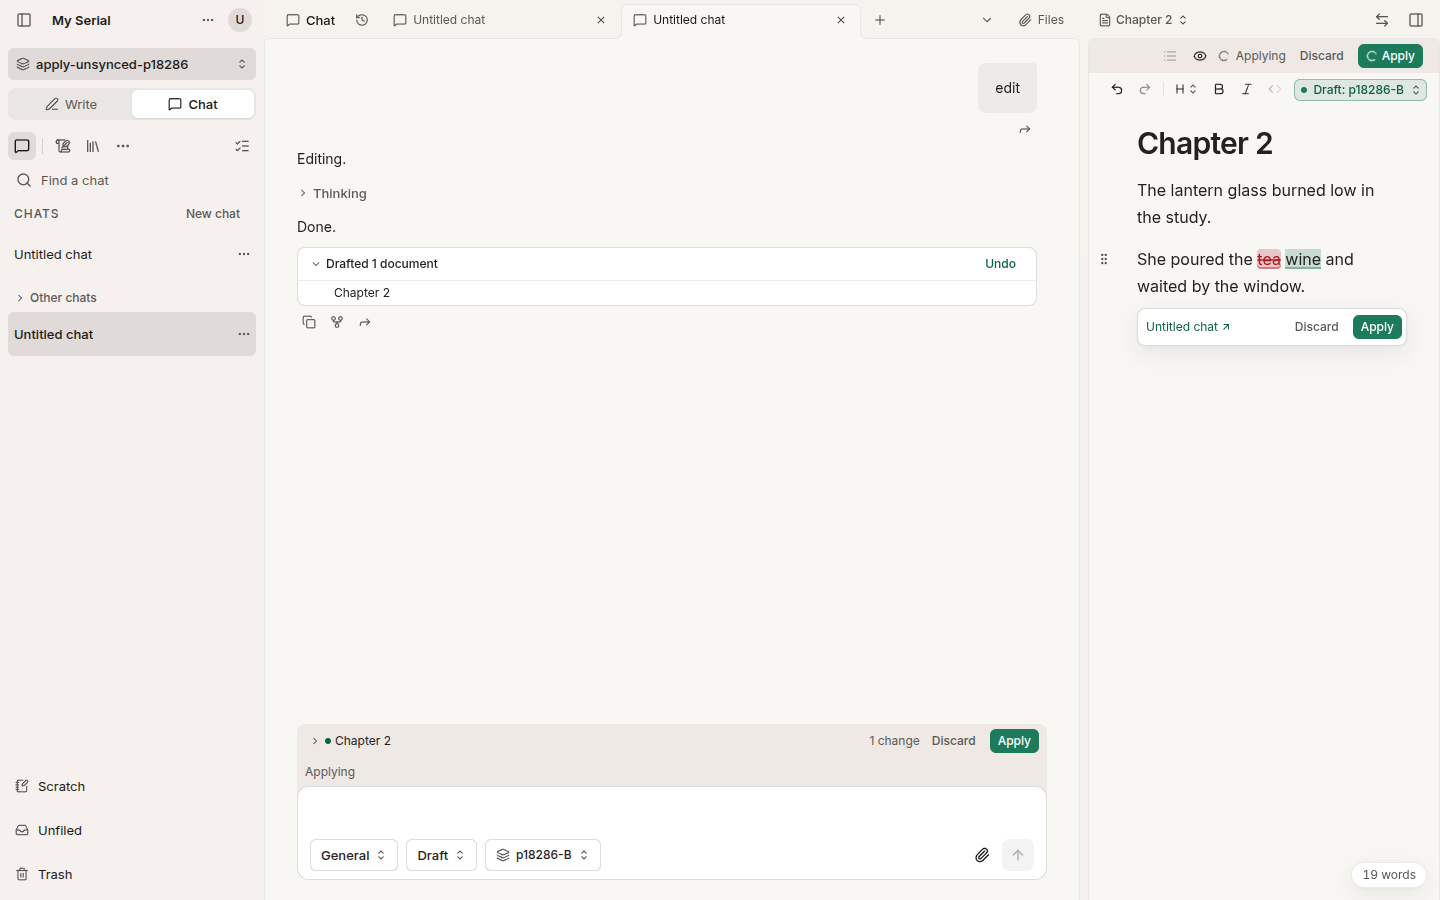 My Serial
U
apply-unsynced-p18286
Write
Chat
Find a chat
CHATS
New chat
Untitled chat
Other chats
Untitled chat
Scratch
Unfiled
Trash
Chat
Untitled chat
Untitled chat
Files
edit
Editing.
Thinking
Done.
Drafted 1 document
Undo
Chapter 2
Chapter 2
1 change
Discard
Apply
Applying
General
Draft
p18286-B
Chapter 2
Applying
Discard
Apply
H
B
I
Draft: p18286-B
Chapter 2
The lantern glass burned low in
the study.
She poured the tea wine and
waited by the window.
Untitled chat
Discard
Apply
19 words